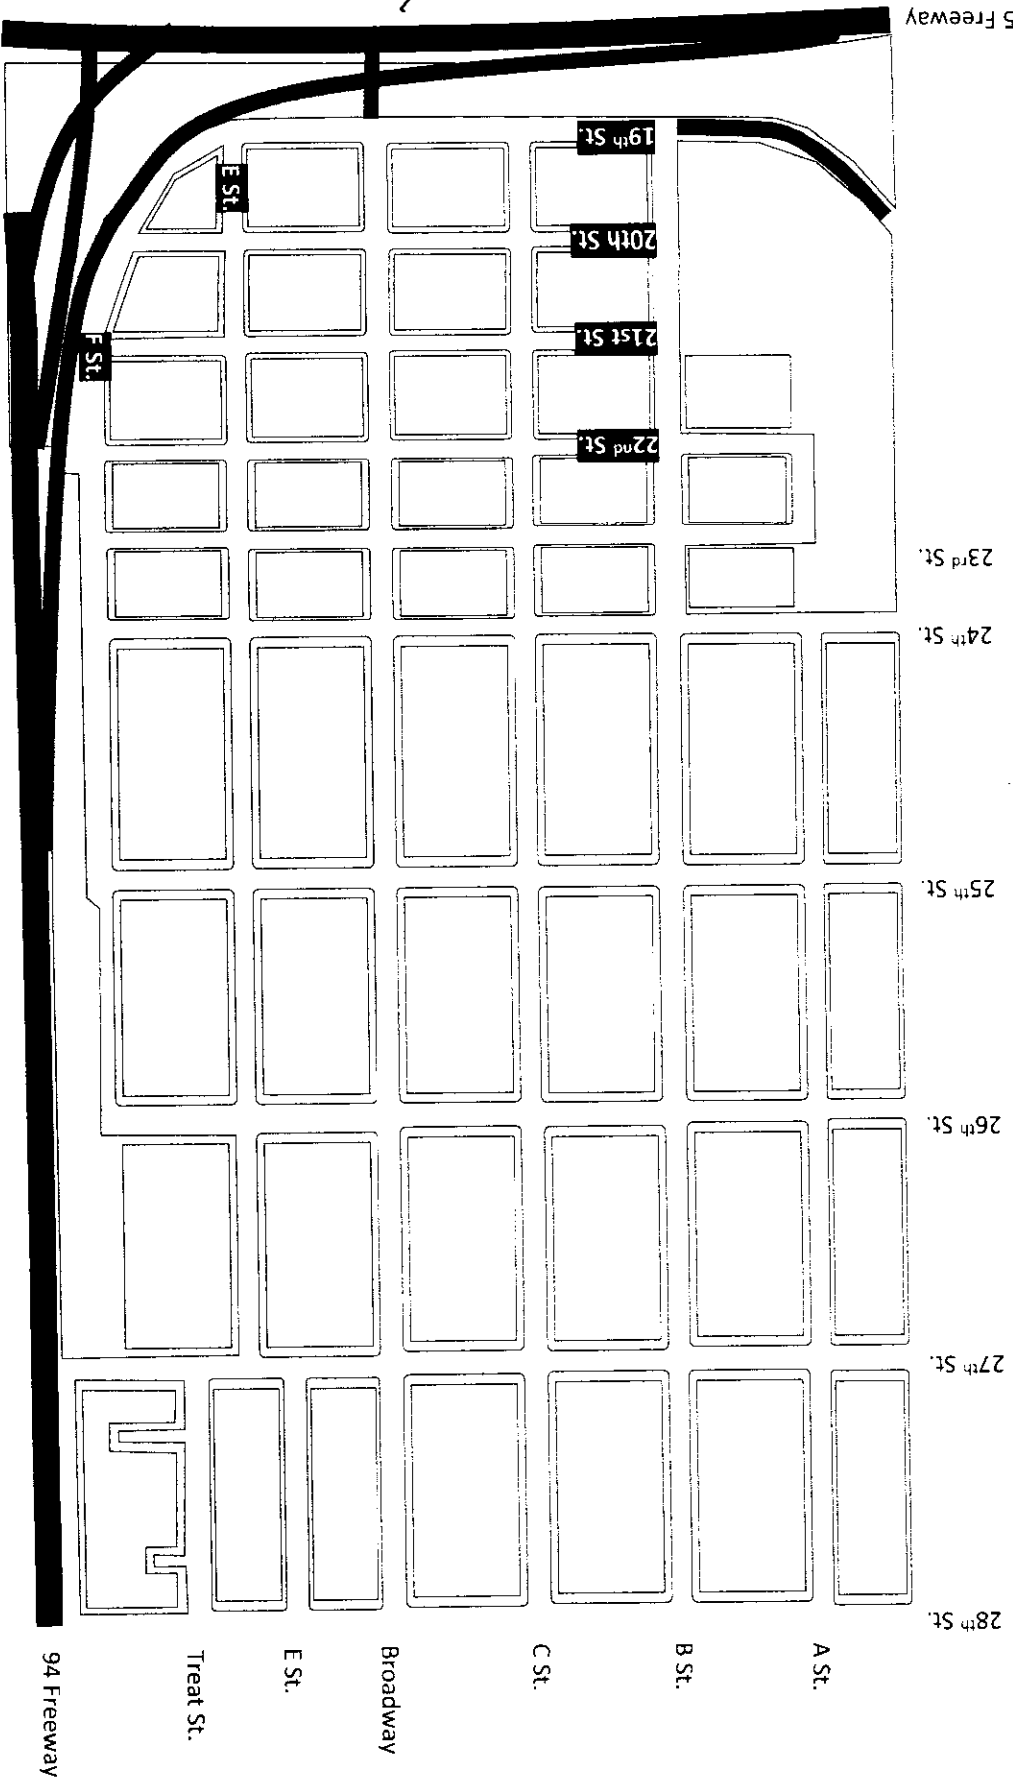 5 Freeway
19th St.
E St.
20th St.
21st St.
F St.
22nd St.
23rd St.
24th St.
25th St.
26th St.
27th St.
28th St.
A St.
B St.
C St.
Broadway
E St.
Treat St.
94 Freeway